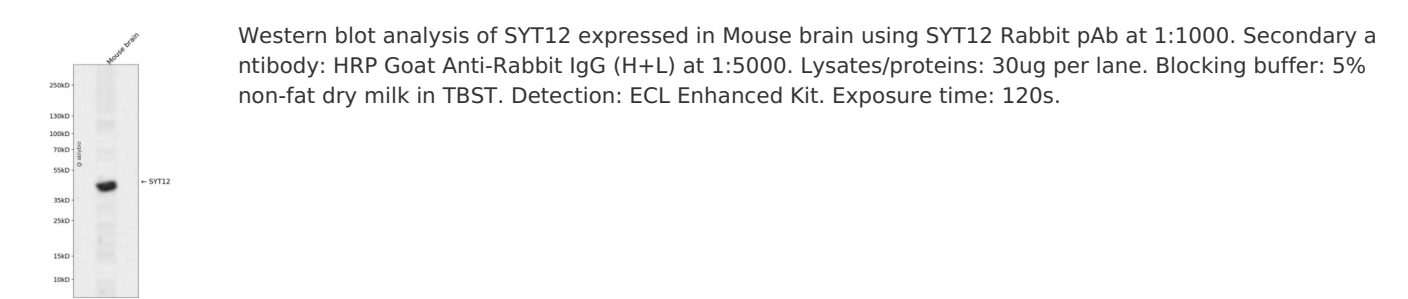 Mouse brain
Western blot analysis of SYT12 expressed in Mouse brain using SYT12 Rabbit pAb at 1:1000. Secondary a
ntibody: HRP Goat Anti-Rabbit IgG (H+L) at 1:5000. Lysates/proteins: 30ug per lane. Blocking buffer: 5%
non-fat dry milk in TBST. Detection: ECL Enhanced Kit. Exposure time: 120s.
250kD
130kD
100kD
70kD
55kD
← SYT12
35kD
25kD
15kD
10kD